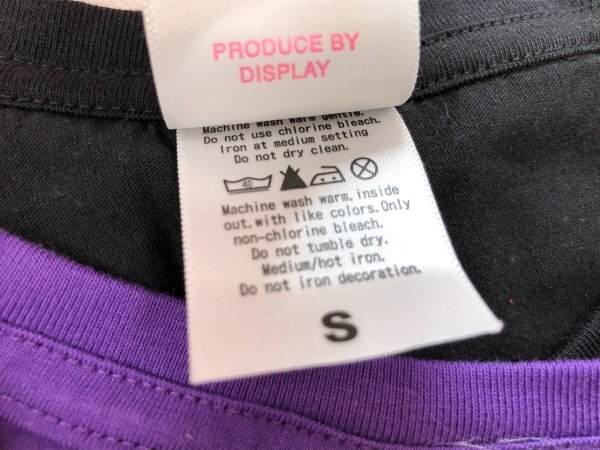 PRODUCE BY
DISPLAY
Machine wash warm gentle.
Do not use chlorine bleach.
Iron at medium setting
Do not dry clean.
40
Machine wash warm, inside
out, with like colors. Only
non-chlorine bleach.
Do not tumble dry.
Medium/hot iron.
Do not iron decoration.
S